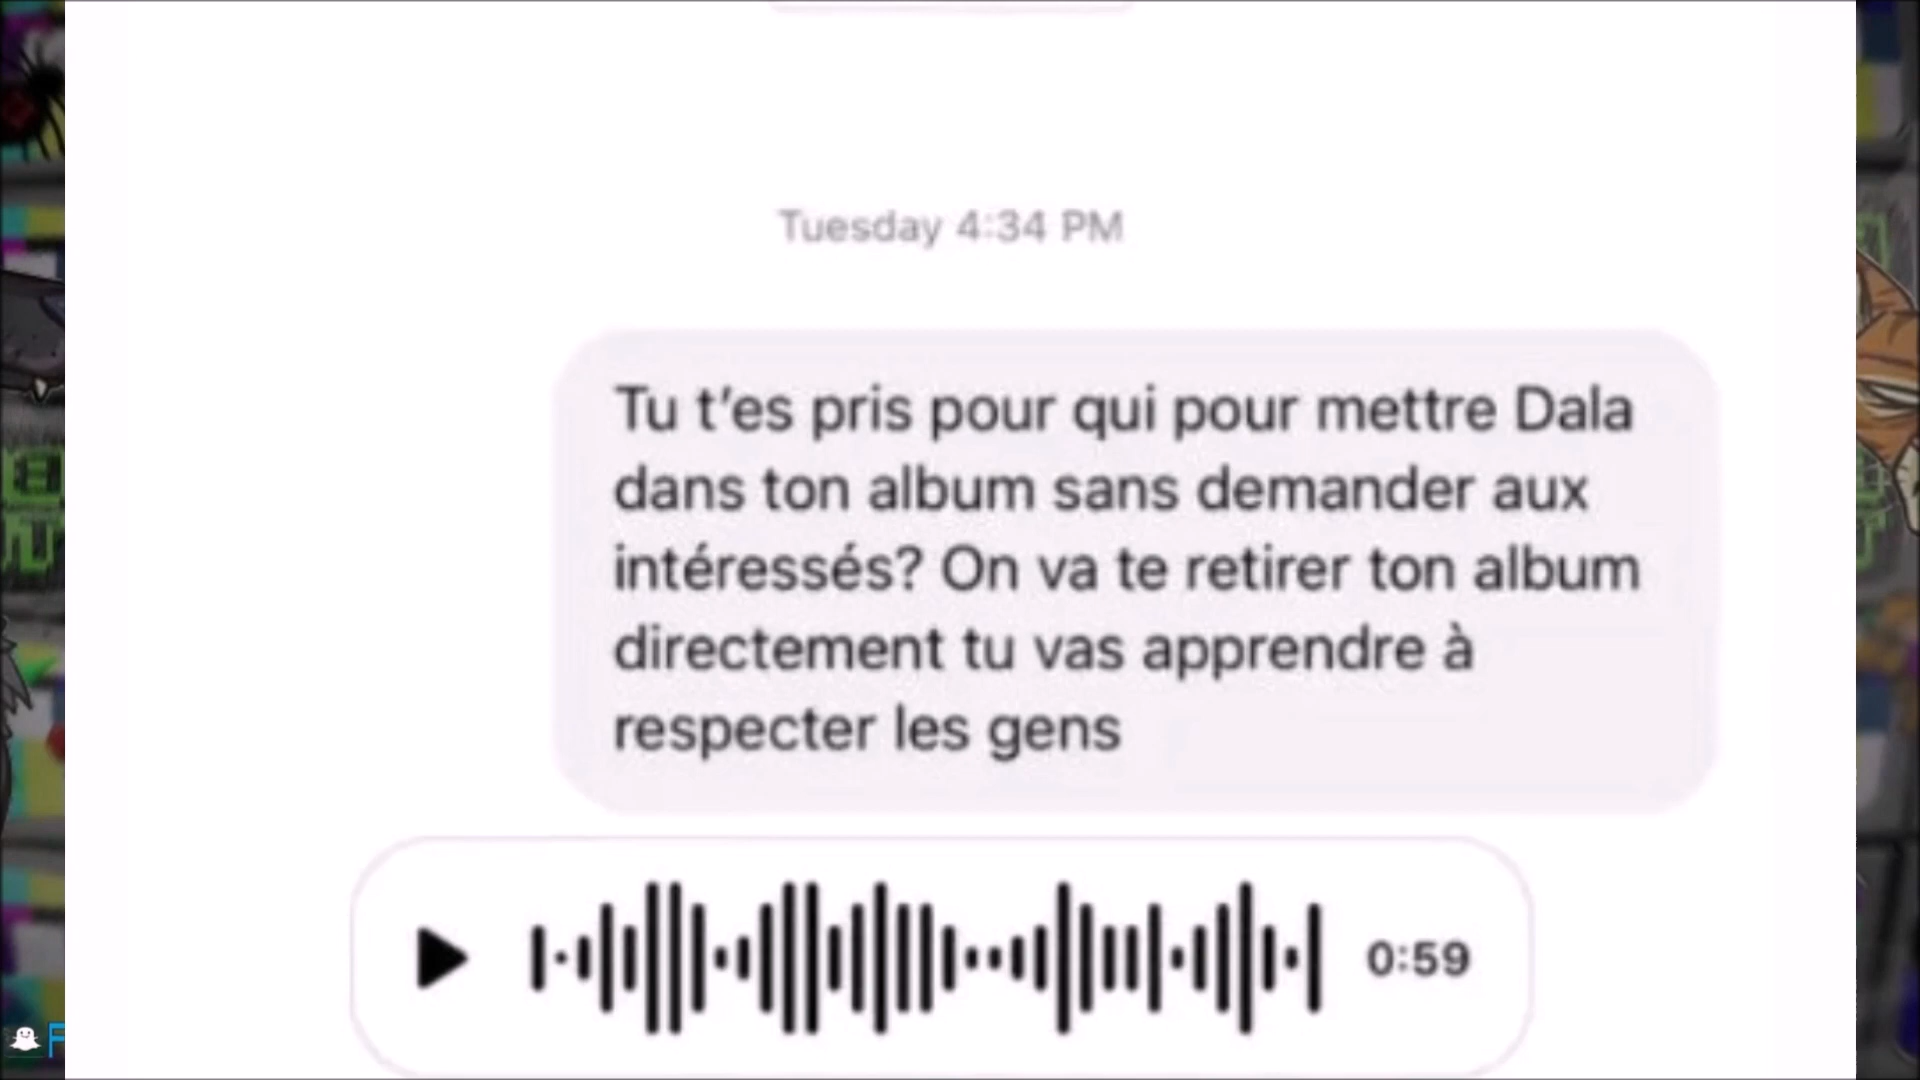 Tuesday 4:34 PM
Tu t'es pris pour qui pour mettre Dala
dans ton album sans demander aux
intéressés? On va te retirer ton album
directement tu vas apprendre à
respecter les gens
0:59